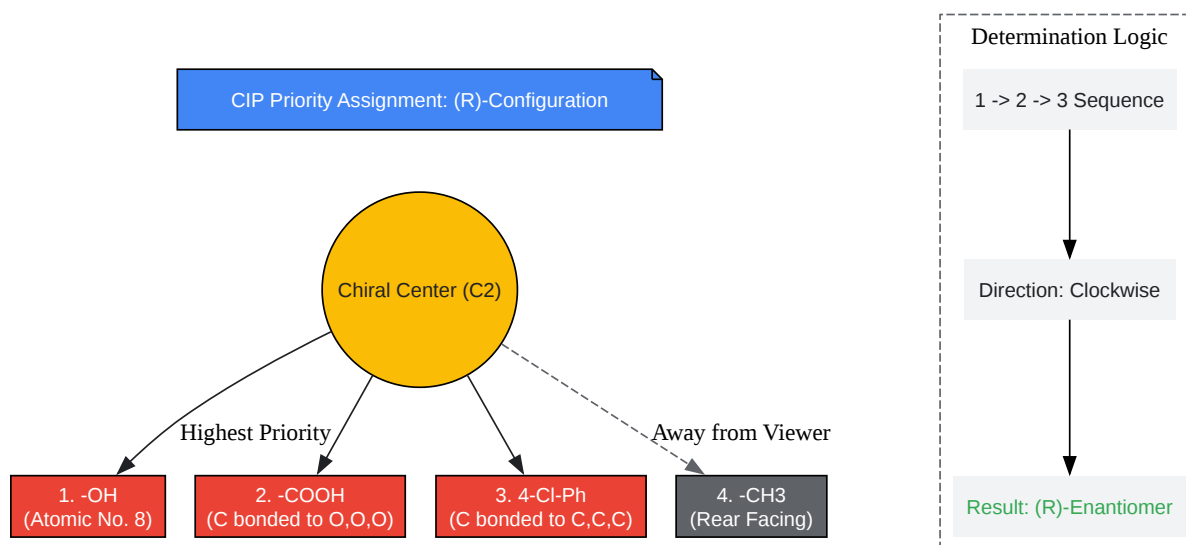 Determination Logic
CIP Priority Assignment: (R)-Configuration
1 -> 2 -> 3 Sequence
Chiral Center (C2)
Direction: Clockwise
Highest Priority
Away from Viewer
1. -OH
(Atomic No. 8)
2. -COOH
(C bonded to O,O,O)
3. 4-Cl-Ph
(C bonded to C,C,C)
4. -CH3
(Rear Facing)
Result: (R)-Enantiomer